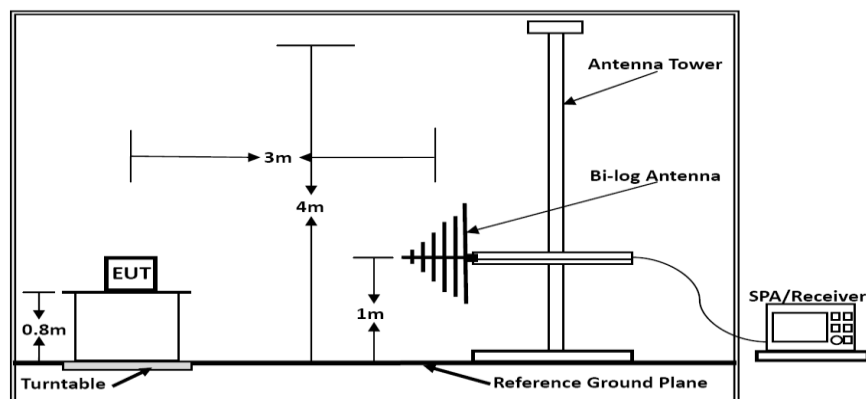 Antenna Tower
3m
Bi-log Antenna
4m
EUT
SPA/Receiver
0.8m
1m
Turntable
Reference Ground Plane